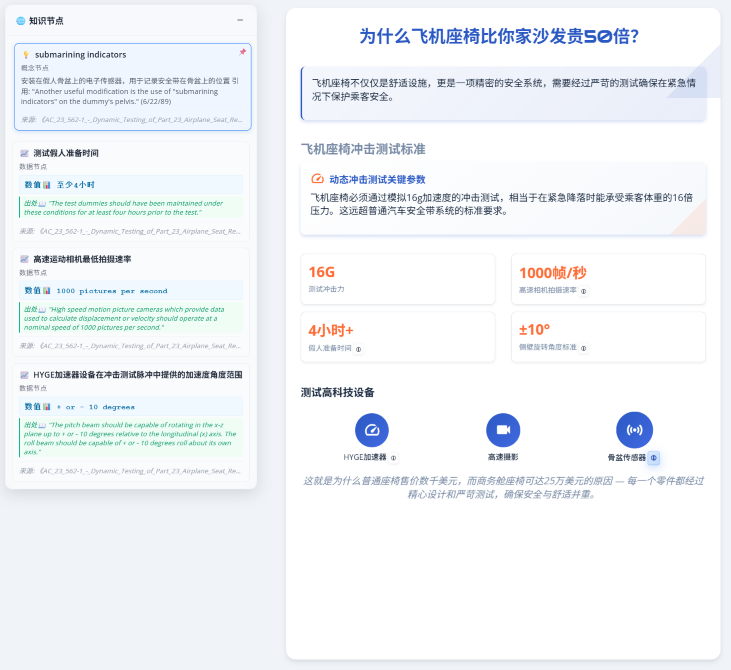 知识节点
submarining indicators
概念节点
安装在假人骨盆上的电子传感器，用于记录安全带在骨盆上的位置 引
用: "Another useful modification is the use of "submarining
indicators" on the dummy's pelvis." (6/22/89)
来源: 《AC_23_562-1_-_Dynamic_Testing_of_Part_23_Airplane_Seat_Re...
测试假人准备时间
数据节点
数值 至少4小时
出处 "The test dummies should have been maintained under
these conditions for at least four hours prior to the test."
来源: 《AC_23_562-1_-_Dynamic_Testing_of_Part_23_Airplane_Seat_Re...
高速运动相机最低拍摄速率
数据节点
数值 1000 pictures per second
出处 "High speed motion picture cameras which provide data
used to calculate displacement or velocity should operate at a
nominal speed of 1000 pictures per second."
来源: 《AC_23_562-1_-_Dynamic_Testing_of_Part_23_Airplane_Seat_Re...
HYGE加速器设备在冲击测试脉冲中提供的加速度角度范围
数据节点
数值 + or - 10 degrees
出处 "The pitch beam should be capable of rotating in the x-z
plane up to + or - 10 degrees relative to the longitudinal (x) axis. The
roll beam should be capable of + or - 10 degrees roll about its own
axis."
来源: 《AC_23_562-1_-_Dynamic_Testing_of_Part_23_Airplane_Seat_Re...
为什么飞机座椅比你家沙发贵50倍?
飞机座椅不仅仅是舒适设施，更是一项精密的安全系统，需要经过严苛的测试确保在紧急情
况下保护乘客安全。
飞机座椅冲击测试标准
动态冲击测试关键参数
飞机座椅必须通过模拟16g加速度的冲击测试，相当于在紧急降落时能承受乘客体重的16倍
压力。这远超普通汽车安全带系统的标准要求。
16G
测试冲击力
1000帧/秒
高速相机拍摄速率
4小时+
假人准备时间
±10°
侧壁旋转角度标准
测试高科技设备
HYGE加速器
高速摄影
骨盆传感器
这就是为什么普通座椅售价数千美元，而商务舱座椅可达25万美元的原因 — 每一个零件都经过
精心设计和严苛测试，确保安全与舒适并重。